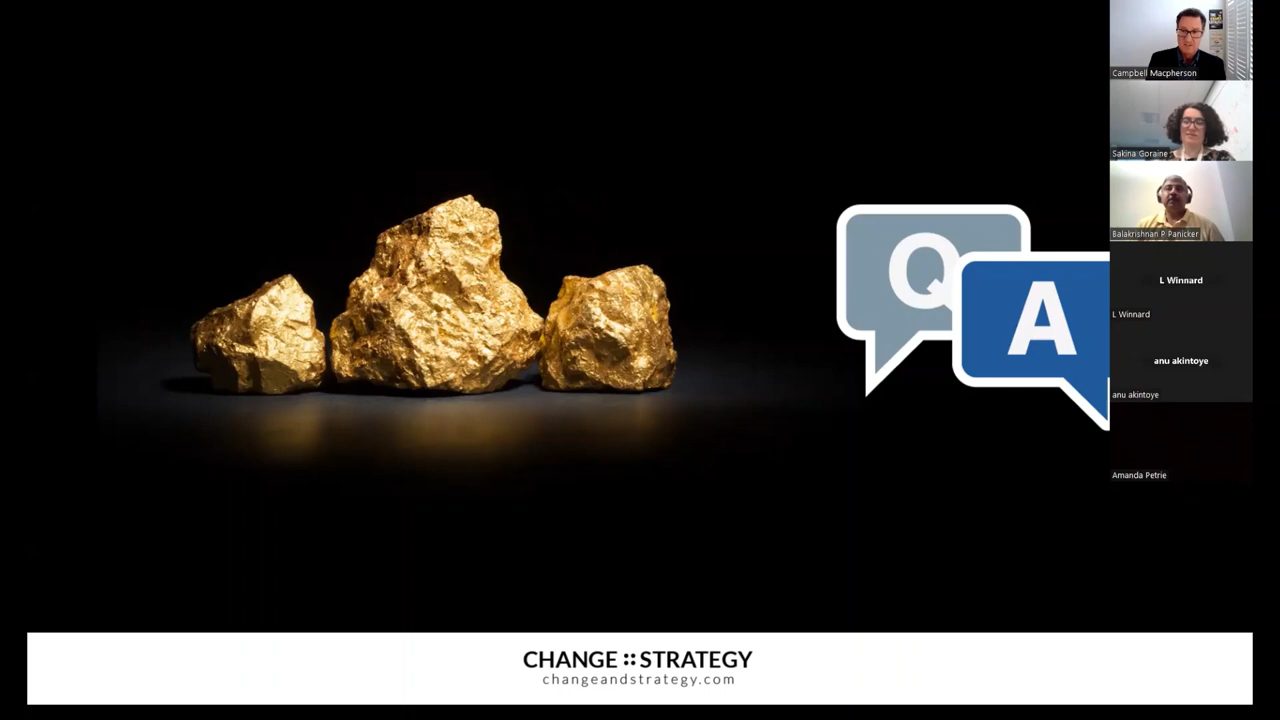 Q
A
CHANGE :: STRATEGY
changeandstrategy.com
Campbell Macpherson
Sakina Goraine
Balakrishnan P Panicker
L Winnard
L Winnard
anu akintoye
anu akintoye
Amanda Petrie